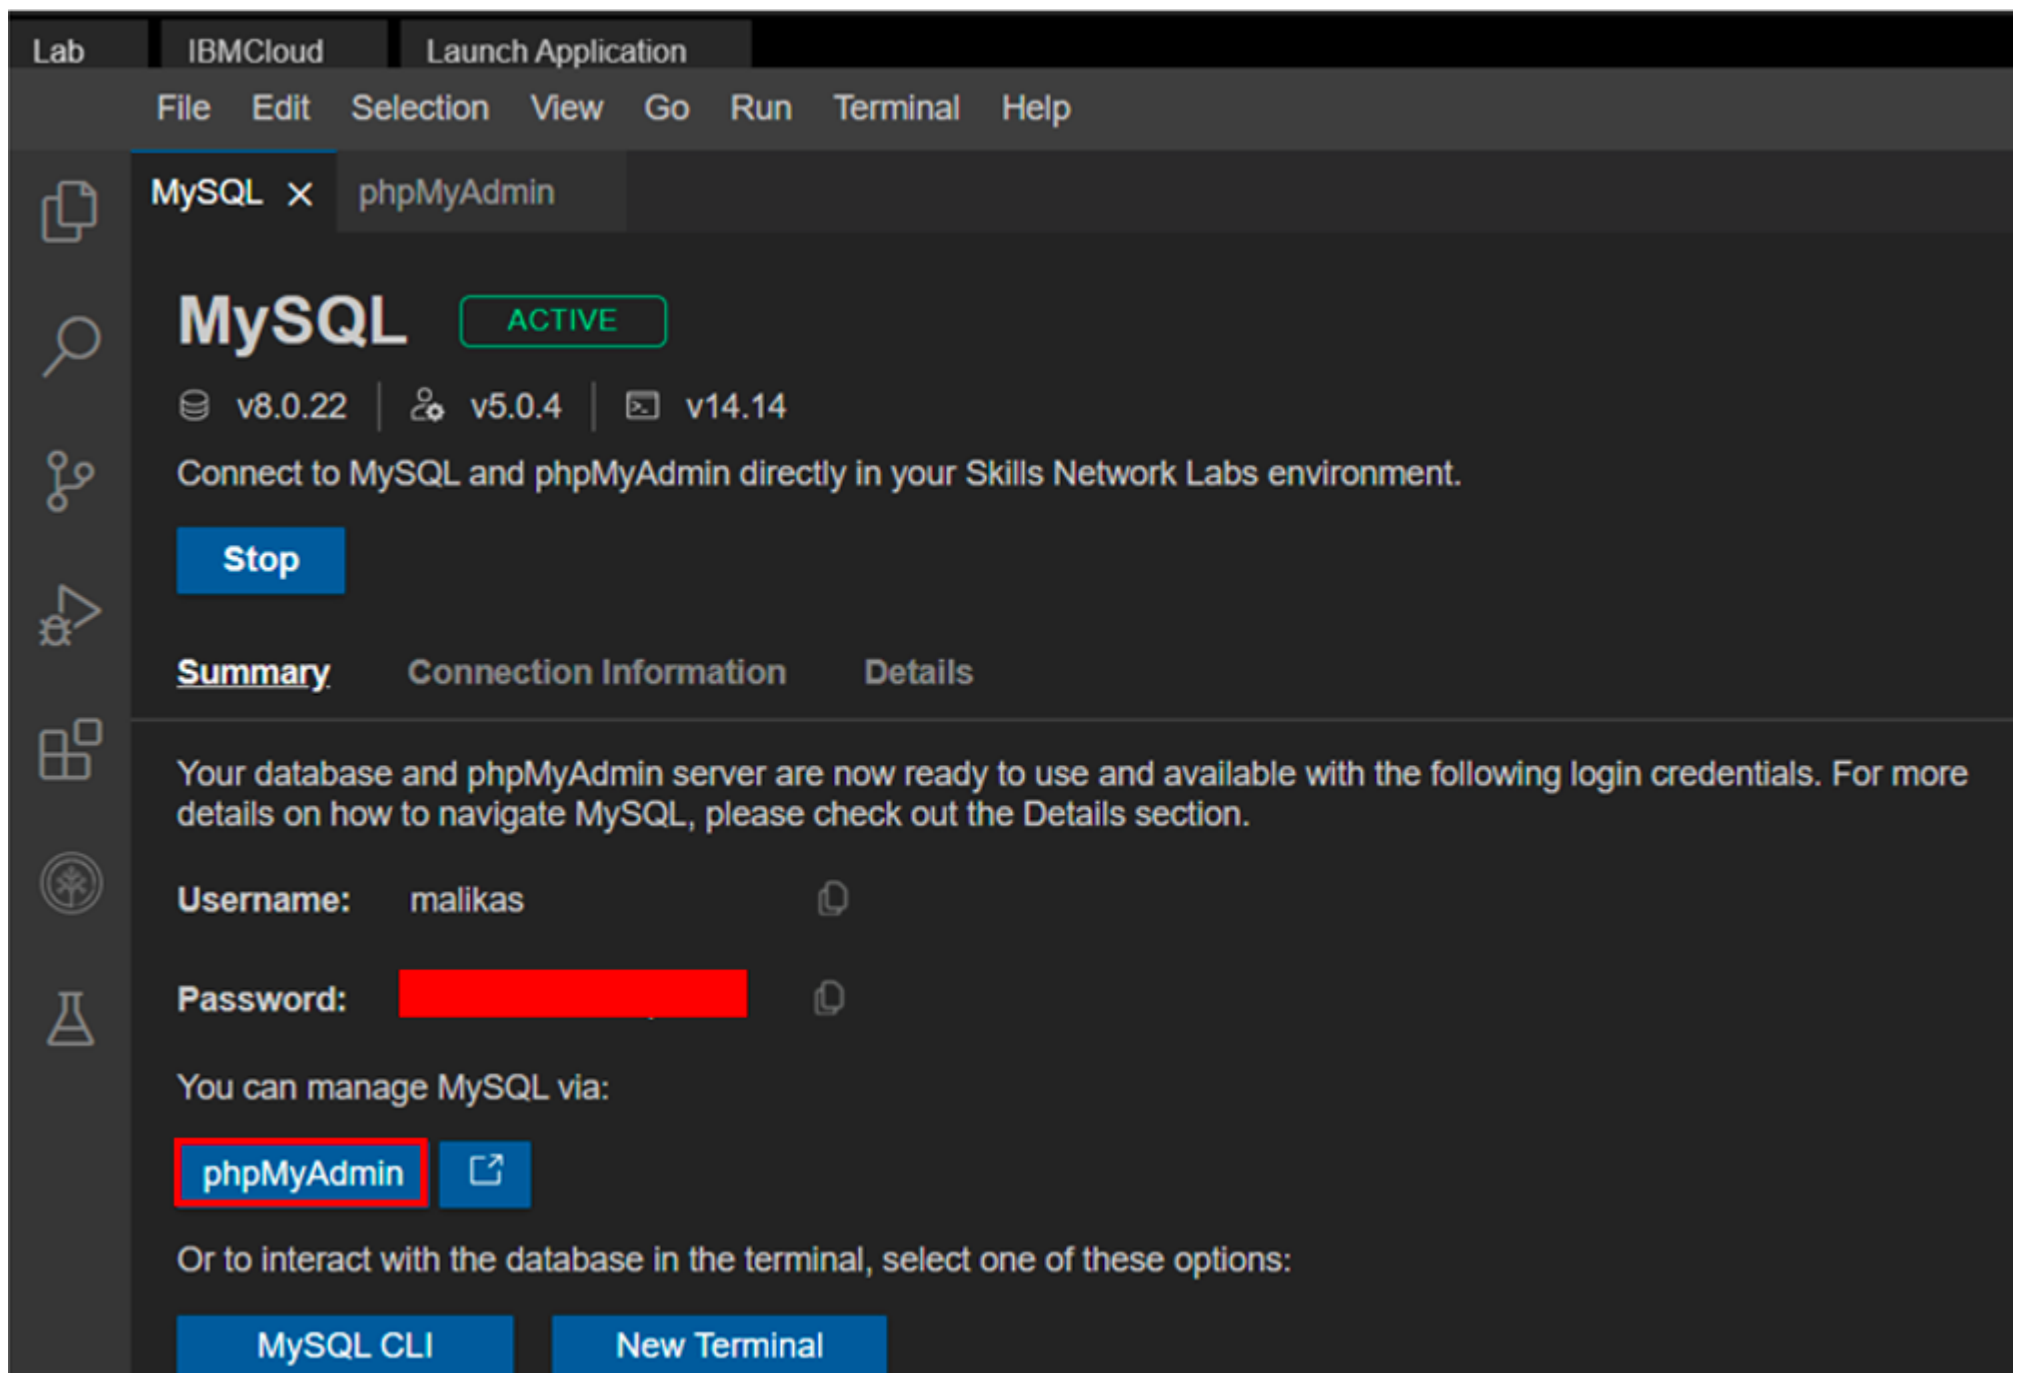 Lab IBMCloud Launch Application
File Edit Selection View Go Run Terminal Help
MySQL phpMyAdmin
MySQL ACTIVE
v8.0.22 v5.0.4 v14.14
Connect to MySQL and phpMyAdmin directly in your Skills Network Labs environment.
Stop
Summary Connection Information Details
Your database and phpMyAdmin server are now ready to use and available with the following login credentials. For more
details on how to navigate MySQL, please check out the Details section.
Username: malikas
Password:
You can manage MySQL via:
phpMyAdmin
Or to interact with the database in the terminal, select one of these options:
MySQL CLI New Terminal